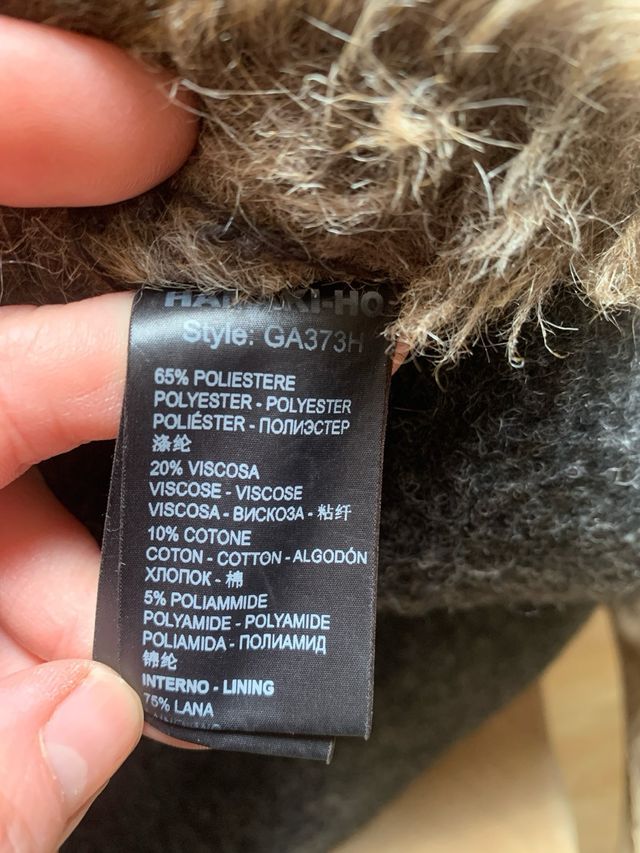 Style: GA373H
65% POLIESTERE
POLYESTER - POLYESTER
POLIÉSTER - ПОЛИЭСТЕР
涤纶
20% VISCOSA
VISCOSE - VISCOSE
VISCOSA - ВИСКОЗА - 粘纤
10% COTONE
COTON - COTTON - ALGODÓN
ХЛОПОК - 棉
5% POLIAMMIDE
POLYAMIDE - POLYAMIDE
POLIAMIDA - ПОЛИАМИД
锦纶
INTERNO - LINING
75% LANA